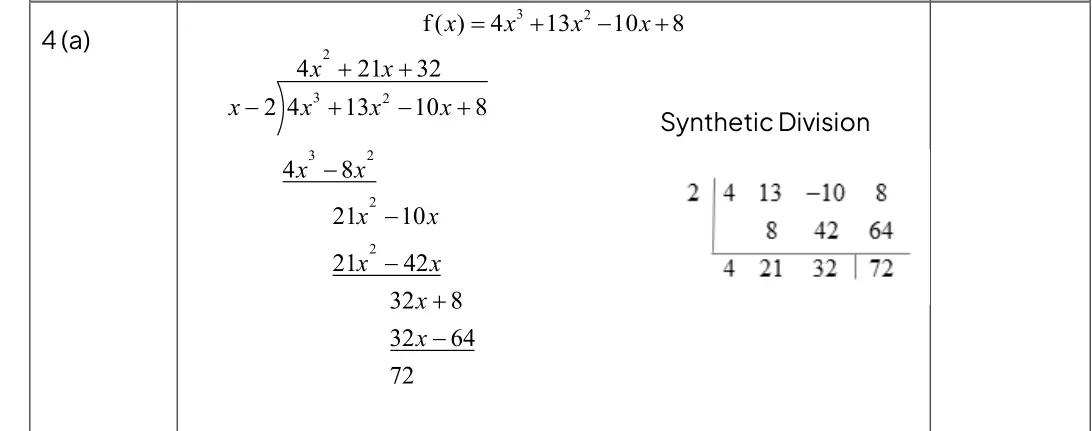 4(a)
f(x) = 4x³ +13x² −10x+8
4x² + 21x + 32
x − 2)4x³ +13x² −10x + 8
4x³ − 8x²
21x² −10x
21x² − 42x
32x + 8
32x − 64
72
Synthetic Division
2 | 4 13 −10 8
8 42 64
4 21 32 | 72